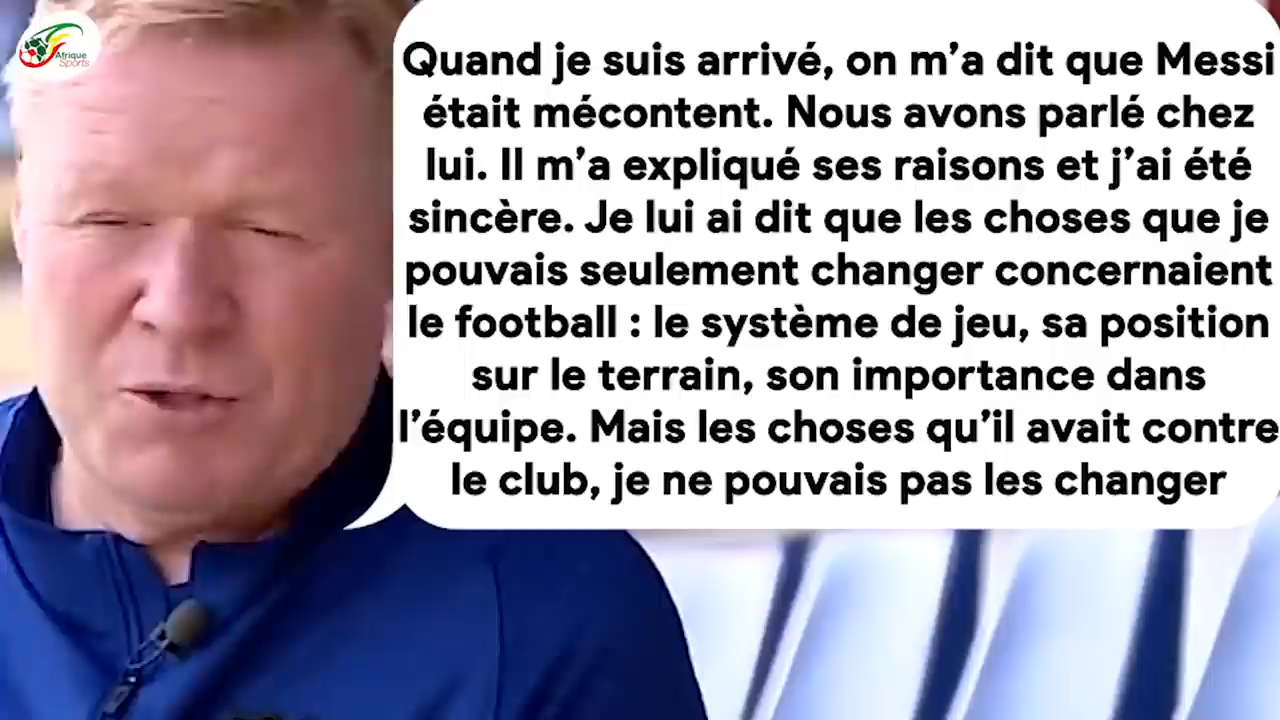 Afrique
Sports
Quand je suis arrivé, on m’a dit que Messi
était mécontent. Nous avons parlé chez
lui. Il m’a expliqué ses raisons et j’ai été
sincère. Je lui ai dit que les choses que je
pouvais seulement changer concernaient
le football : le système de jeu, sa position
sur le terrain, son importance dans
l’équipe. Mais les choses qu’il avait contre
le club, je ne pouvais pas les changer